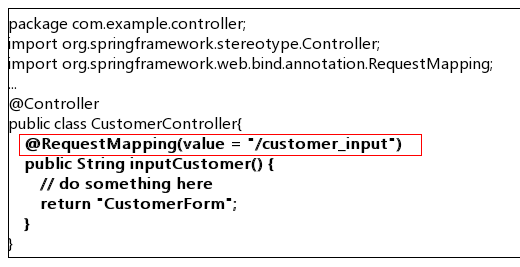 package com.example.controller;
import org.springframework.stereotype.Controller;
import org.springframework.web.bind.annotation.RequestMapping;
...
@Controller
public class CustomerController{
@RequestMapping(value = "/customer_input")
public String inputCustomer() {
// do something here
return "CustomerForm";
}
}